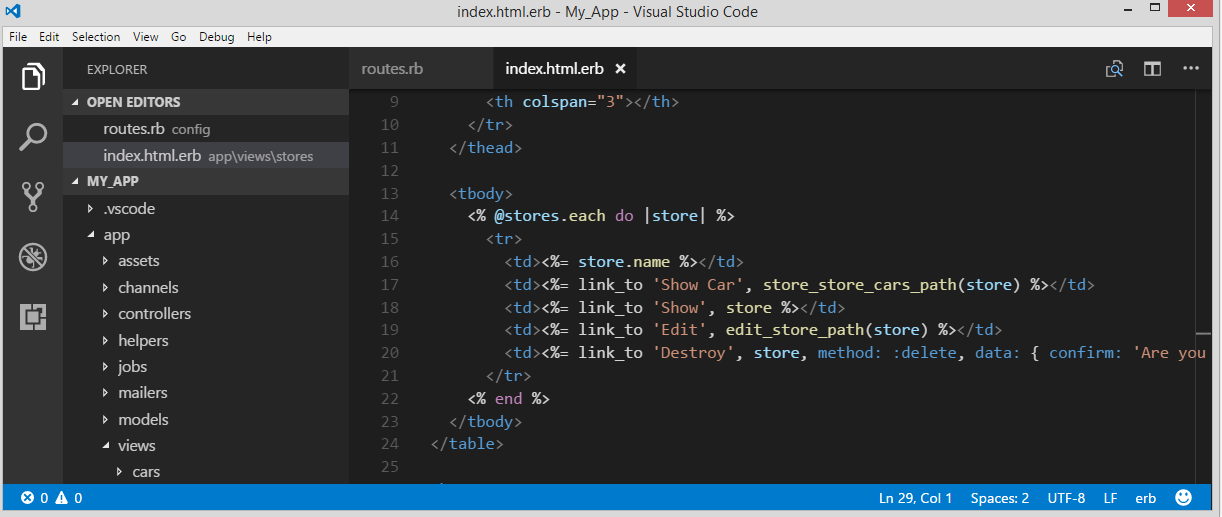 index.html.erb - My_App - Visual Studio Code
File Edit Selection View Go Debug Help
EXPLORER
OPEN EDITORS
routes.rb config
index.html.erb app\views\stores
MY_APP
.vscode
app
assets
channels
controllers
helpers
jobs
mailers
models
views
cars
routes.rb
index.html.erb
9 <th colspan="3"></th>
10 </tr>
11 </thead>
12
13 <tbody>
14 <% @stores.each do |store| %>
15 <tr>
16 <td><%= store.name %></td>
17 <td><%= link_to 'Show Car', store_store_cars_path(store) %></td>
18 <td><%= link_to 'Show', store %></td>
19 <td><%= link_to 'Edit', edit_store_path(store) %></td>
20 <td><%= link_to 'Destroy', store, method: :delete, data: { confirm: 'Are you
21 </tr>
22 <% end %>
23 </tbody>
24 </table>
25
0 0 Ln 29, Col 1 Spaces: 2 UTF-8 LF erb